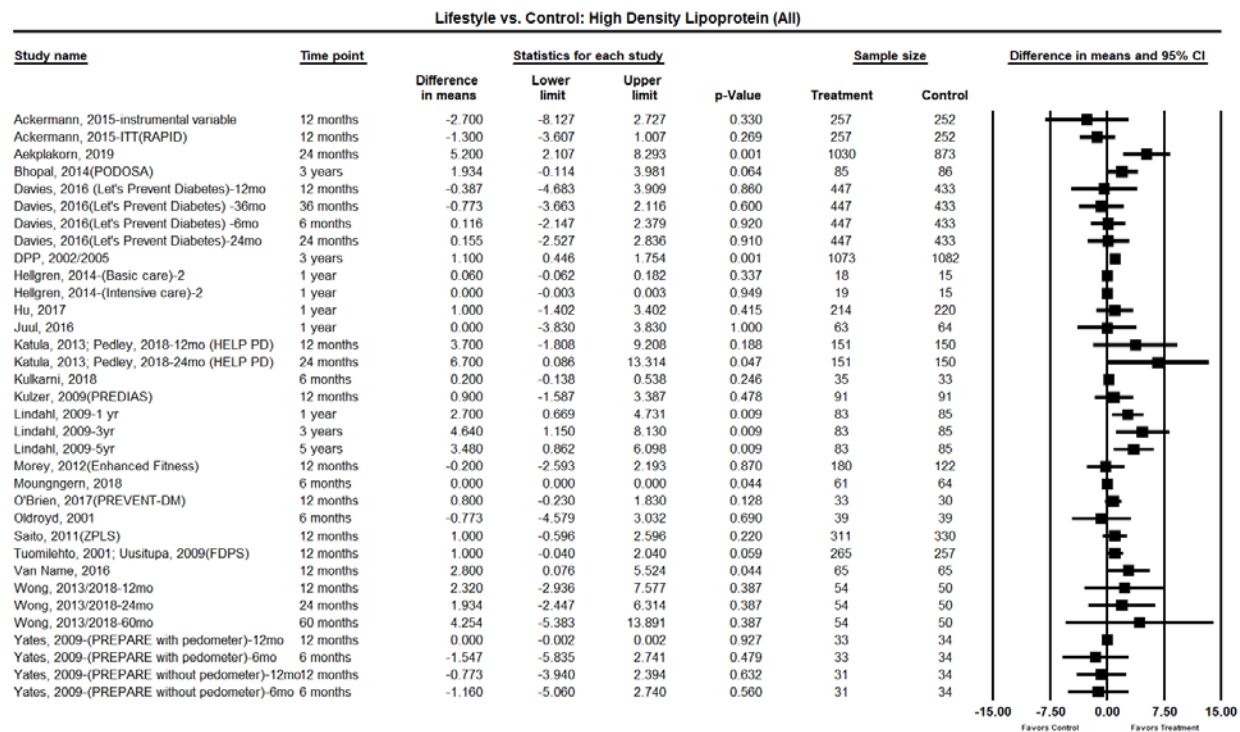 Lifestyle vs. Control: High Density Lipoprotein (All)
Study name Time point Statistics for each study Sample size Difference in means and 95% CI
Difference in means Lower limit Upper limit p-Value Treatment Control
Ackermann, 2015-instrumental variable 12 months -2.700 -8.127 2.727 0.330 257 252
Ackermann, 2015-ITT(RAPID) 12 months -1.300 -3.607 1.007 0.269 257 252
Aekplakorn, 2019 24 months 5.200 2.107 8.293 0.001 1030 873
Bhopal, 2014(PODOSA) 3 years 1.934 -0.114 3.981 0.064 85 86
Davies, 2016 (Let's Prevent Diabetes)-12mo 12 months -0.387 -4.683 3.909 0.860 447 433
Davies, 2016(Let's Prevent Diabetes) -36mo 36 months -0.773 -3.663 2.116 0.600 447 433
Davies, 2016(Let's Prevent Diabetes) -6mo 6 months 0.116 -2.147 2.379 0.920 447 433
Davies, 2016(Let's Prevent Diabetes)-24mo 24 months 0.155 -2.527 2.836 0.910 447 433
DPP, 2002/2005 3 years 1.100 0.446 1.754 0.001 1073 1082
Hellgren, 2014-(Basic care)-2 1 year 0.060 -0.062 0.182 0.337 18 15
Hellgren, 2014-(Intensive care)-2 1 year 0.000 -0.003 0.003 0.949 19 15
Hu, 2017 1 year 1.000 -1.402 3.402 0.415 214 220
Juul, 2016 1 year 0.000 -3.830 3.830 1.000 63 64
Katula, 2013; Pedley, 2018-12mo (HELP PD) 12 months 3.700 -1.808 9.208 0.188 151 150
Katula, 2013; Pedley, 2018-24mo (HELP PD) 24 months 6.700 0.086 13.314 0.047 151 150
Kulkarni, 2018 6 months 0.200 -0.138 0.538 0.246 35 33
Kulzer, 2009(PREDIAS) 12 months 0.900 -1.587 3.387 0.478 91 91
Lindahl, 2009-1 yr 1 year 2.700 0.669 4.731 0.009 83 85
Lindahl, 2009-3yr 3 years 4.640 1.150 8.130 0.009 83 85
Lindahl, 2009-5yr 5 years 3.480 0.862 6.098 0.009 83 85
Morey, 2012(Enhanced Fitness) 12 months -0.200 -2.593 2.193 0.870 180 122
Moungngern, 2018 6 months 0.000 0.000 0.000 0.044 61 64
O'Brien, 2017(PREVENT-DM) 12 months 0.800 -0.230 1.830 0.128 33 30
Oldroyd, 2001 6 months -0.773 -4.579 3.032 0.690 39 39
Saito, 2011(ZPLS) 12 months 1.000 -0.596 2.596 0.220 311 330
Tuomilehto, 2001; Uusitupa, 2009(FDPS) 12 months 1.000 -0.040 2.040 0.059 265 257
Van Name, 2016 12 months 2.800 0.076 5.524 0.044 65 65
Wong, 2013/2018-12mo 12 months 2.320 -2.936 7.577 0.387 54 50
Wong, 2013/2018-24mo 24 months 1.934 -2.447 6.314 0.387 54 50
Wong, 2013/2018-60mo 60 months 4.254 -5.383 13.891 0.387 54 50
Yates, 2009-(PREPARE with pedometer)-12mo 12 months 0.000 -0.002 0.002 0.927 33 34
Yates, 2009-(PREPARE with pedometer)-6mo 6 months -1.547 -5.835 2.741 0.479 33 34
Yates, 2009-(PREPARE without pedometer)-12mo12 months -0.773 -3.940 2.394 0.632 31 34
Yates, 2009-(PREPARE without pedometer)-6mo 6 months -1.160 -5.060 2.740 0.560 31 34
-15.00 -7.50 0.00 7.50 15.00
Favors Control Favors Treatment